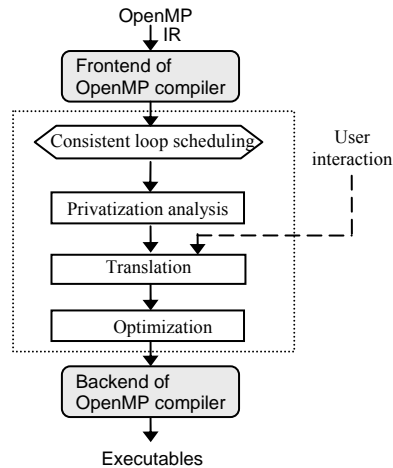 OpenMP
IR
Frontend of
OpenMP compiler
Consistent loop scheduling
User
interaction
Privatization analysis
Translation
Optimization
Backend of
OpenMP compiler
Executables